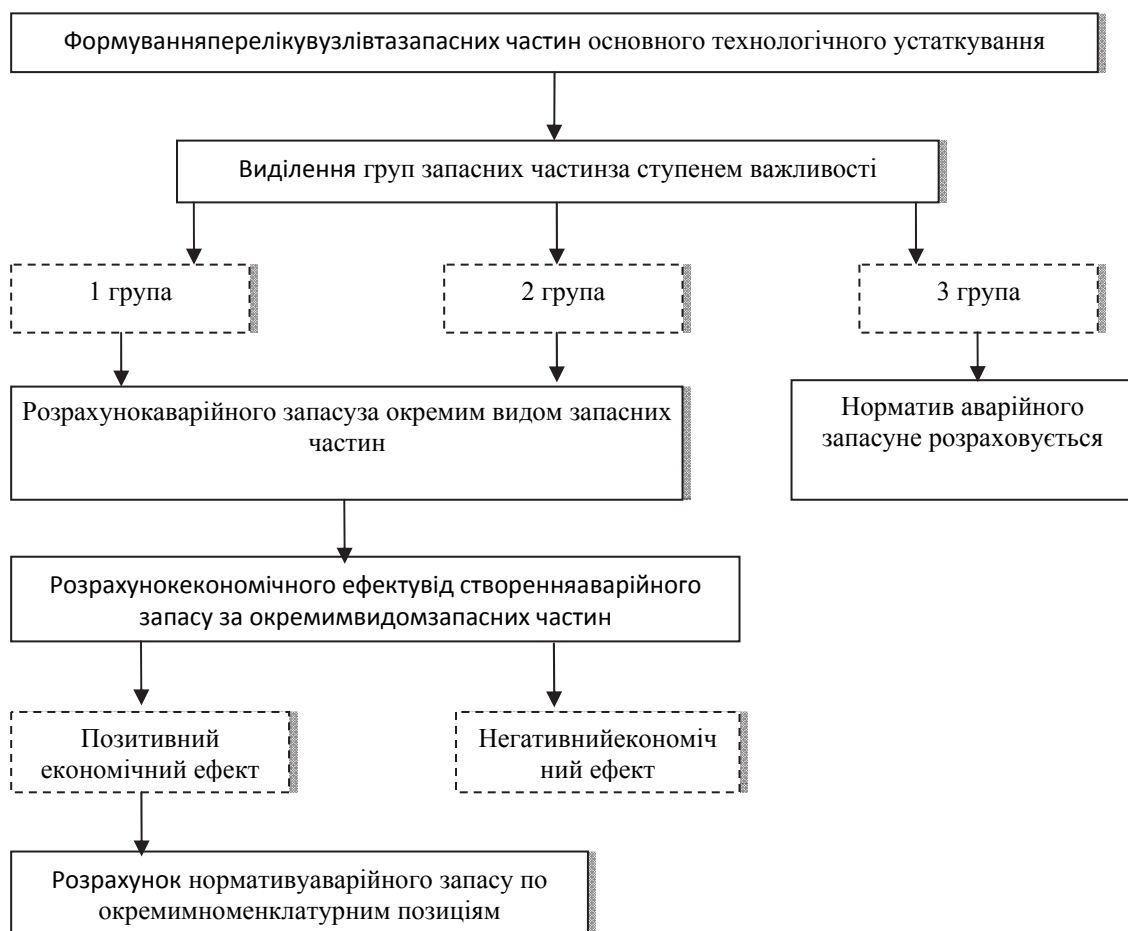 Формуванняпереліквузлівтазапасних частин основного технологічного устаткування
Виділення груп запасних частинза ступенем важливості
1 група
2 група
3 група
Розрахунокаварійного запасуза окремим видом запасних
частин
Норматив аварійного
запасуне розраховується
Розрахунокекономічного ефектувід створенняаварійного
запасу за окремимвидомзапасних частин
Позитивний
економічний ефект
Негативнийекономіч
ний ефект
Розрахунок нормативуаварійного запасу по
окремимноменклатурним позиціям